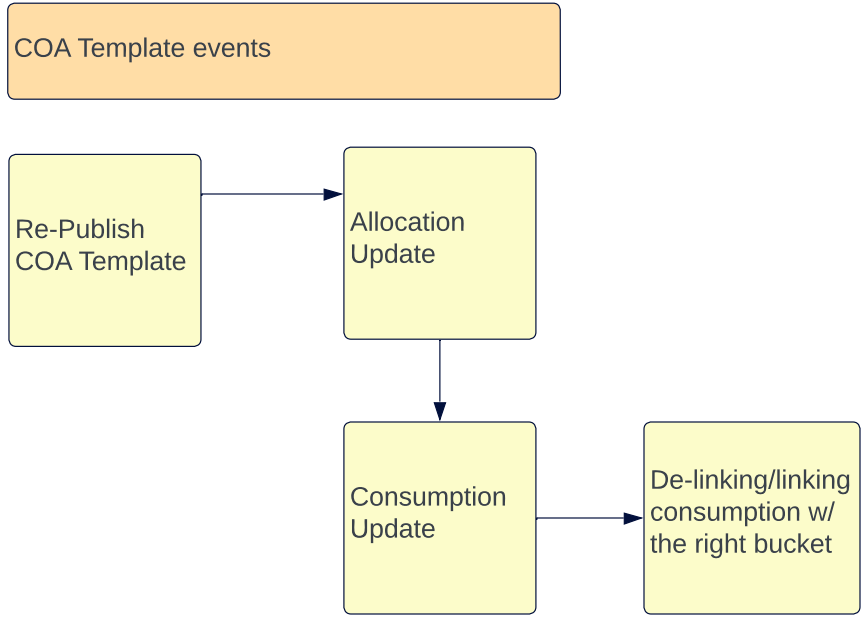 COA Template events
Re-Publish
COA Template
Allocation
Update
Consumption
Update
De-linking/linking
consumption w/
the right bucket